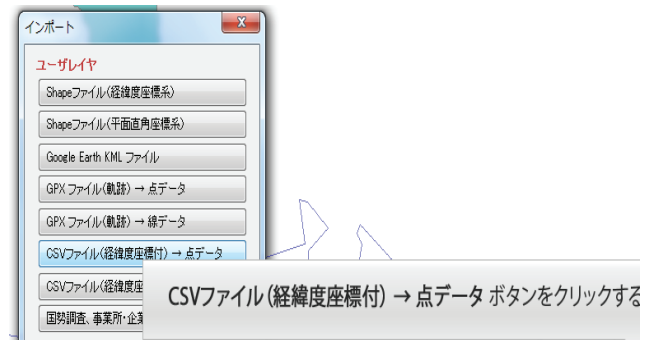 インポート
ユーザレイヤ
Shapeファイル(経緯度座標系)
Shapeファイル(平面直角座標系)
Google Earth KML ファイル
GPX ファイル(軌跡) → 点データ
GPX ファイル(軌跡) → 線データ
CSVファイル(経緯度座標付) → 点データ
CSVファイル(経緯度座
国勢調査、事業所・企業
CSVファイル(経緯度座標付) → 点データ ボタンをクリックする